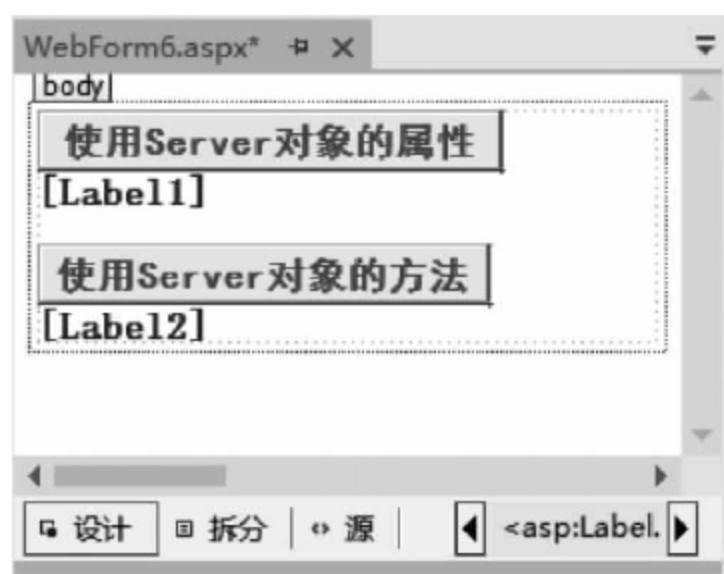 WebForm6.aspx*
body
使用Server对象的属性
[Label1]
使用Server对象的方法
[Label2]
设计 拆分 源 <asp:Label.